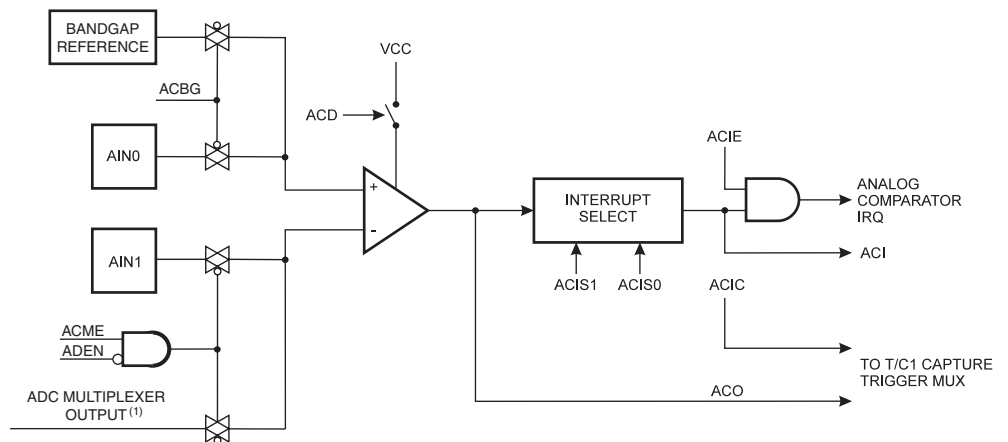 BANDGAP
REFERENCE
VCC
ACBG
ACD
AIN0
ACIE
+
INTERRUPT
SELECT
ANALOG
COMPARATOR
IRQ
-
AIN1
ACI
ACIS1 ACIS0 ACIC
ACME
ADEN
TO T/C1 CAPTURE
TRIGGER MUX
ADC MULTIPLEXER
OUTPUT(1)
ACO